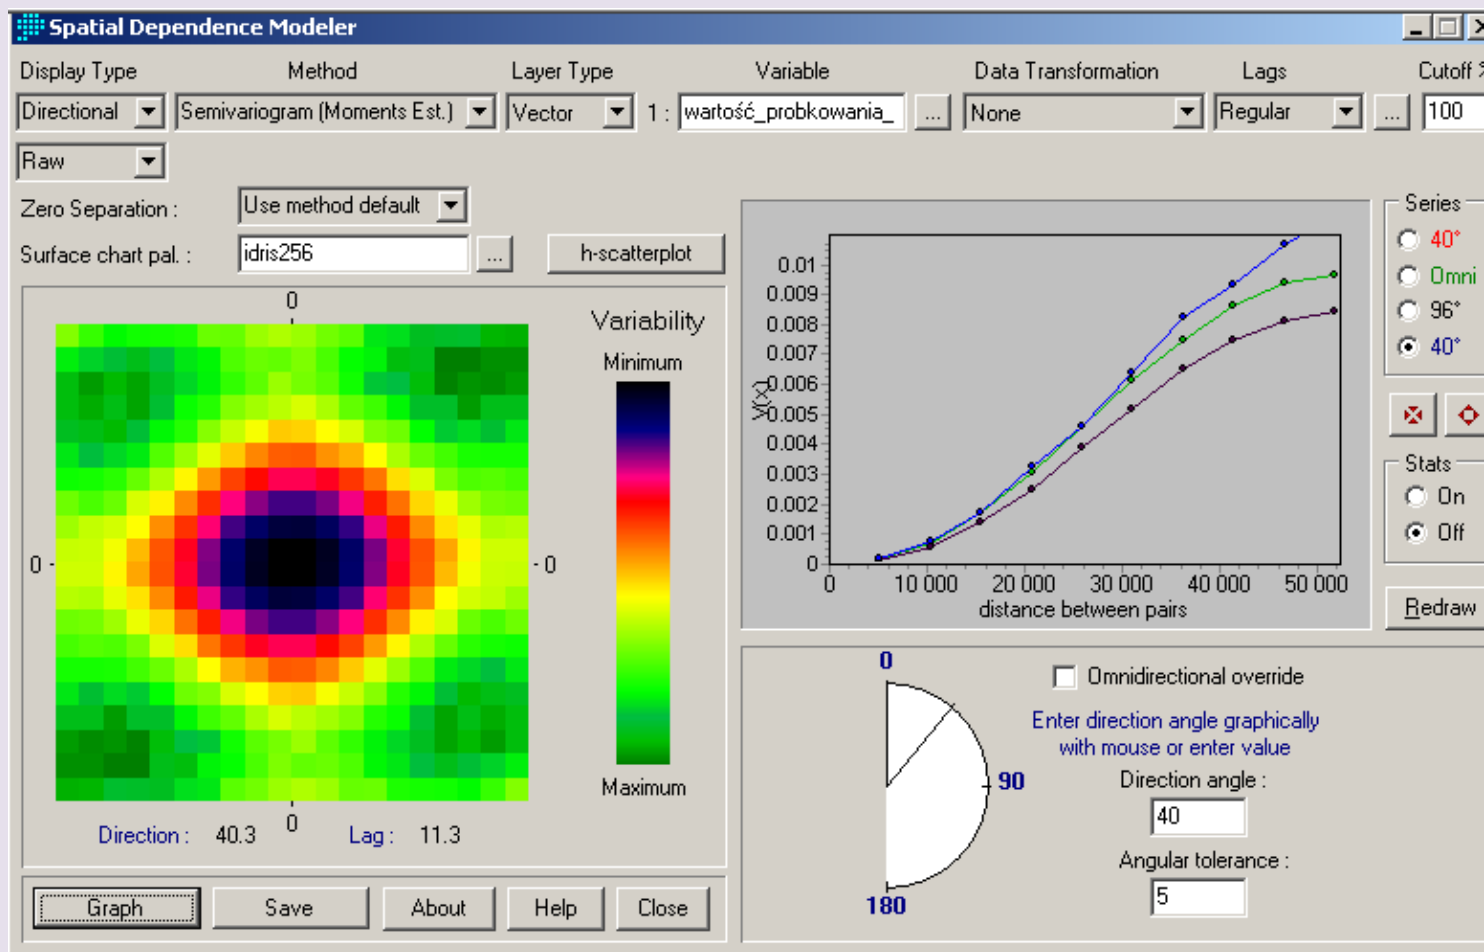 Spatial Dependence Modeler
Display Type Method Layer Type Variable Data Transformation Lags Cutoff %
Directional Semivariogram (Moments Est.) Vector 1 : wartość_probkowania_ ... None Regular ... 100
Raw
Zero Separation : Use method default
Surface chart pal. : idris256 ... h-scatterplot
0
0 0
0
Variability
Minimum
Maximum
Direction : 40.3 Lag : 11.3
Graph Save About Help Close
0.01
0.009
0.008
0.007
0.006
0.005
0.004
0.003
0.002
0.001
0
γ(x)
0 10 000 20 000 30 000 40 000 50 000
distance between pairs
Series
40°
Omni
96°
40°
Stats
On
Off
Redraw
0
90
180
Omnidirectional override
Enter direction angle graphically
with mouse or enter value
Direction angle :
40
Angular tolerance :
5